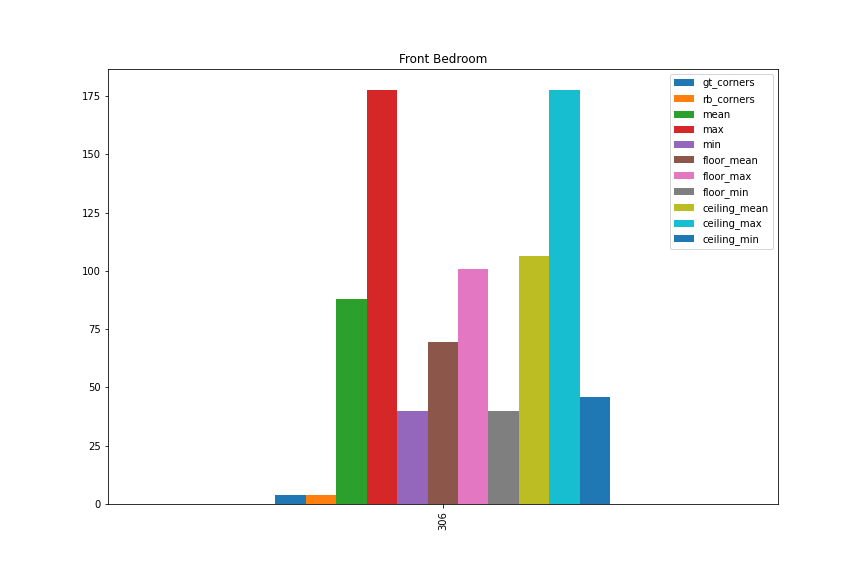 Front Bedroom
175
150
125
100
75
50
25
0
306
gt_corners
rb_corners
mean
max
min
floor_mean
floor_max
floor_min
ceiling_mean
ceiling_max
ceiling_min